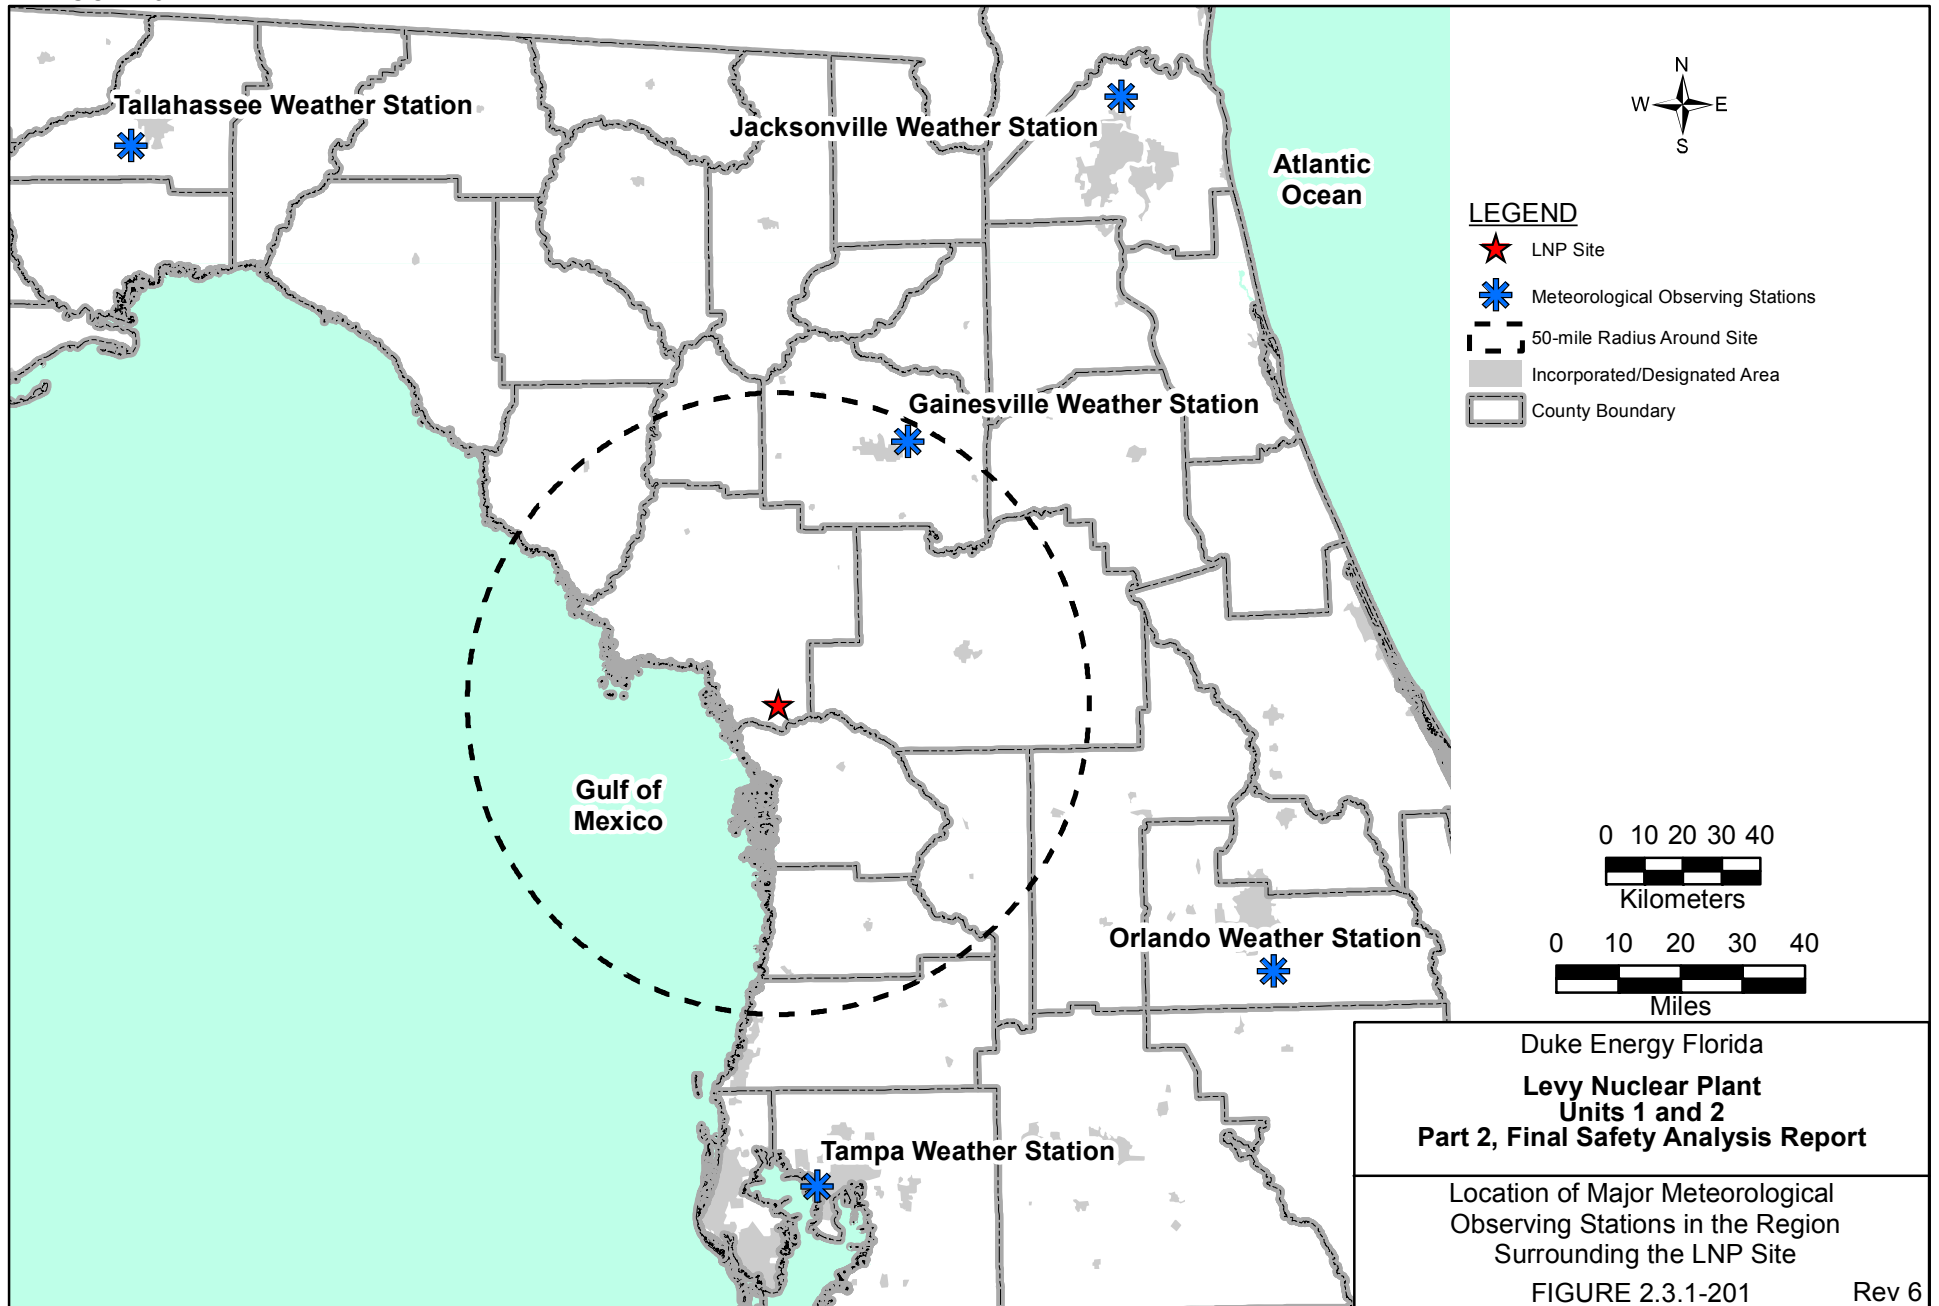 Tallahassee Weather Station
Jacksonville Weather Station
Atlantic
Ocean
Gainesville Weather Station
Gulf of
Mexico
Orlando Weather Station
Tampa Weather Station
N
W E
S
LEGEND
LNP Site
Meteorological Observing Stations
50-mile Radius Around Site
Incorporated/Designated Area
County Boundary
0 10 20 30 40
Kilometers
0 10 20 30 40
Miles
Duke Energy Florida
Levy Nuclear Plant
Units 1 and 2
Part 2, Final Safety Analysis Report
Location of Major Meteorological
Observing Stations in the Region
Surrounding the LNP Site
FIGURE 2.3.1-201 Rev 6